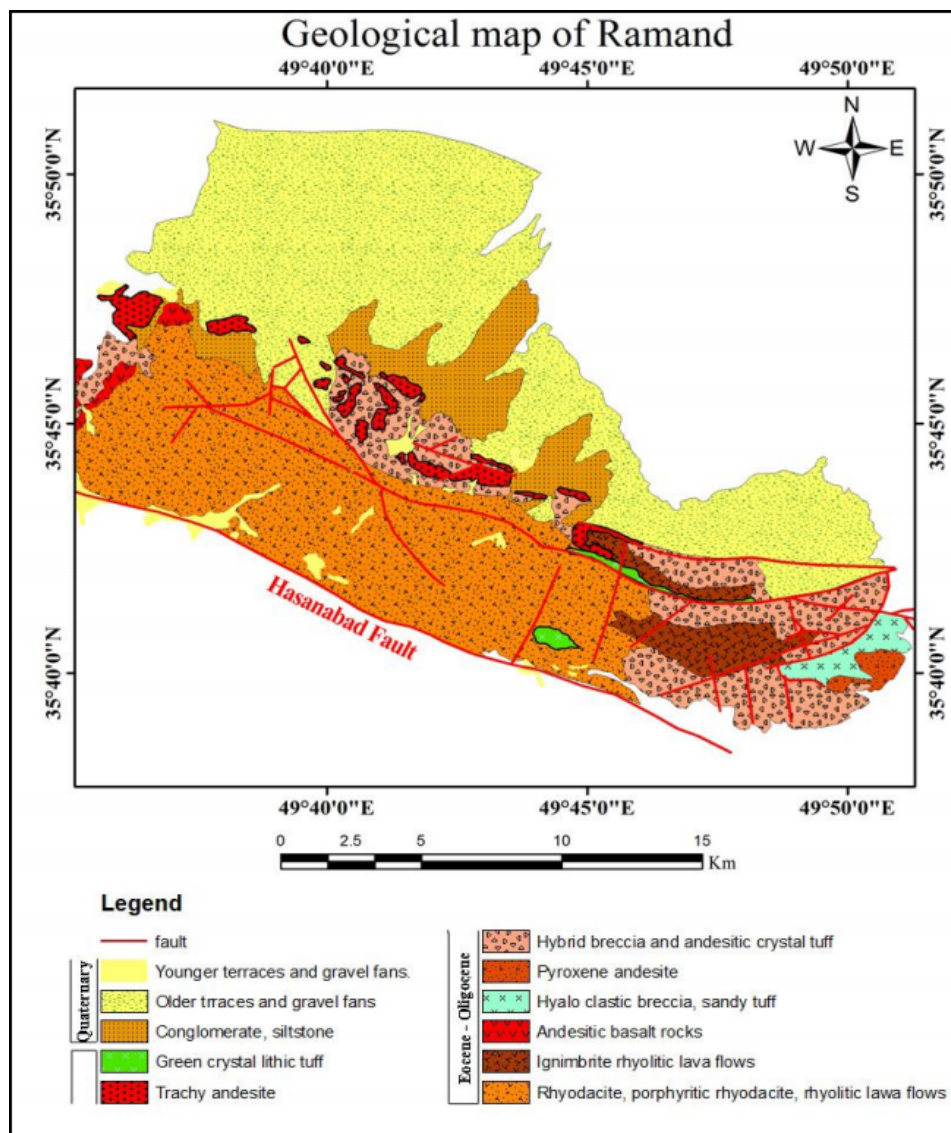 Geological map of Ramand
49°40'0"E 49°45'0"E 49°50'0"E
N
W E
S
35°50'0"N 35°50'0"N
35°45'0"N 35°45'0"N
Hasanabad Fault
35°40'0"N 35°40'0"N
49°40'0"E 49°45'0"E 49°50'0"E
0 2.5 5 10 15
Km
Legend
fault
Quaternary
Younger terraces and gravel fans.
Older trraces and gravel fans
Conglomerate, siltstone
Green crystal lithic tuff
Trachy andesite
Eocene - Oligocene
Hybrid breccia and andesitic crystal tuff
Pyroxene andesite
Hyalo clastic breccia, sandy tuff
Andesitic basalt rocks
Ignimbrite rhyolitic lava flows
Rhyodacite, porphyritic rhyodacite, rhyolitic lawa flows